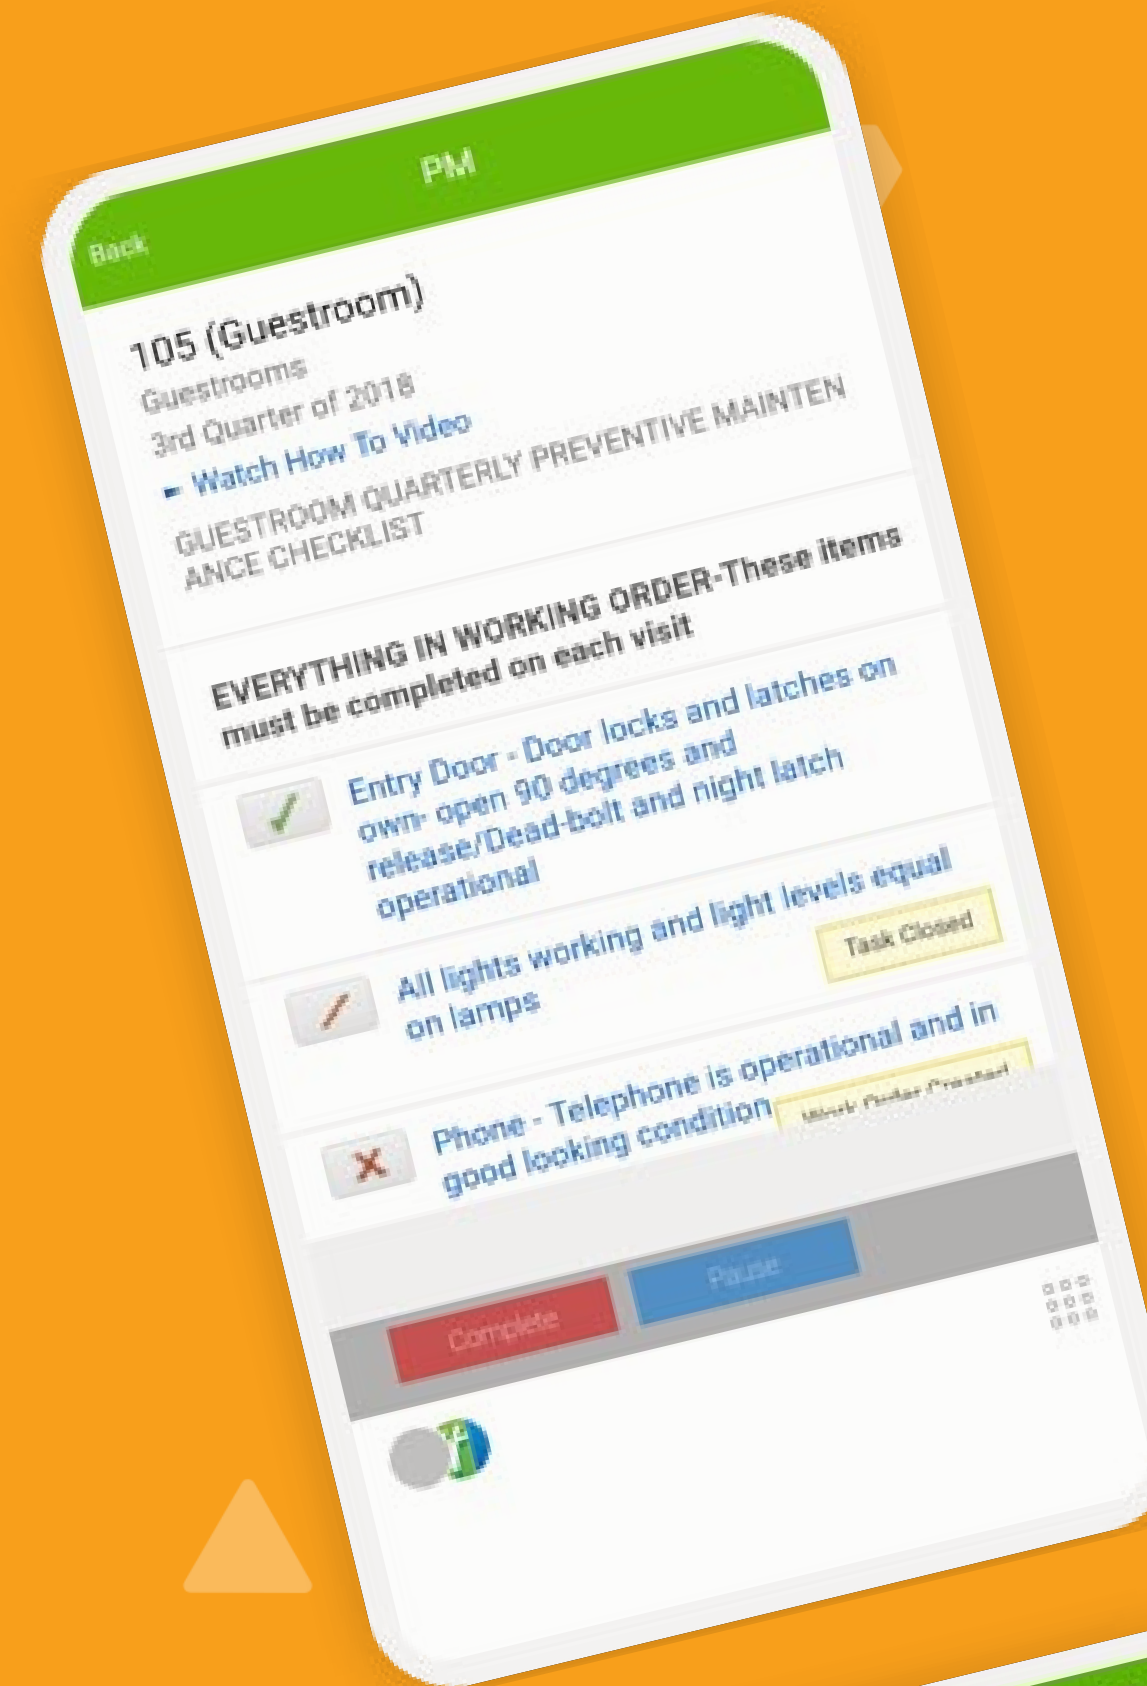 PM
Back
105 (Guestroom)
Guestrooms
3rd Quarter of 2018
- Watch How To Video
GUESTROOM QUARTERLY PREVENTIVE MAINTEN
ANCE CHECKLIST
EVERYTHING IN WORKING ORDER-These items
must be completed on each visit
Entry Door - Door locks and latches on
own- open 90 degrees and
release/Dead-bolt and night latch
operational
All lights working and light levels equal
on lamps
Task Closed
Phone - Telephone is operational and in
good looking condition
Work Order Created
Complete
Pause